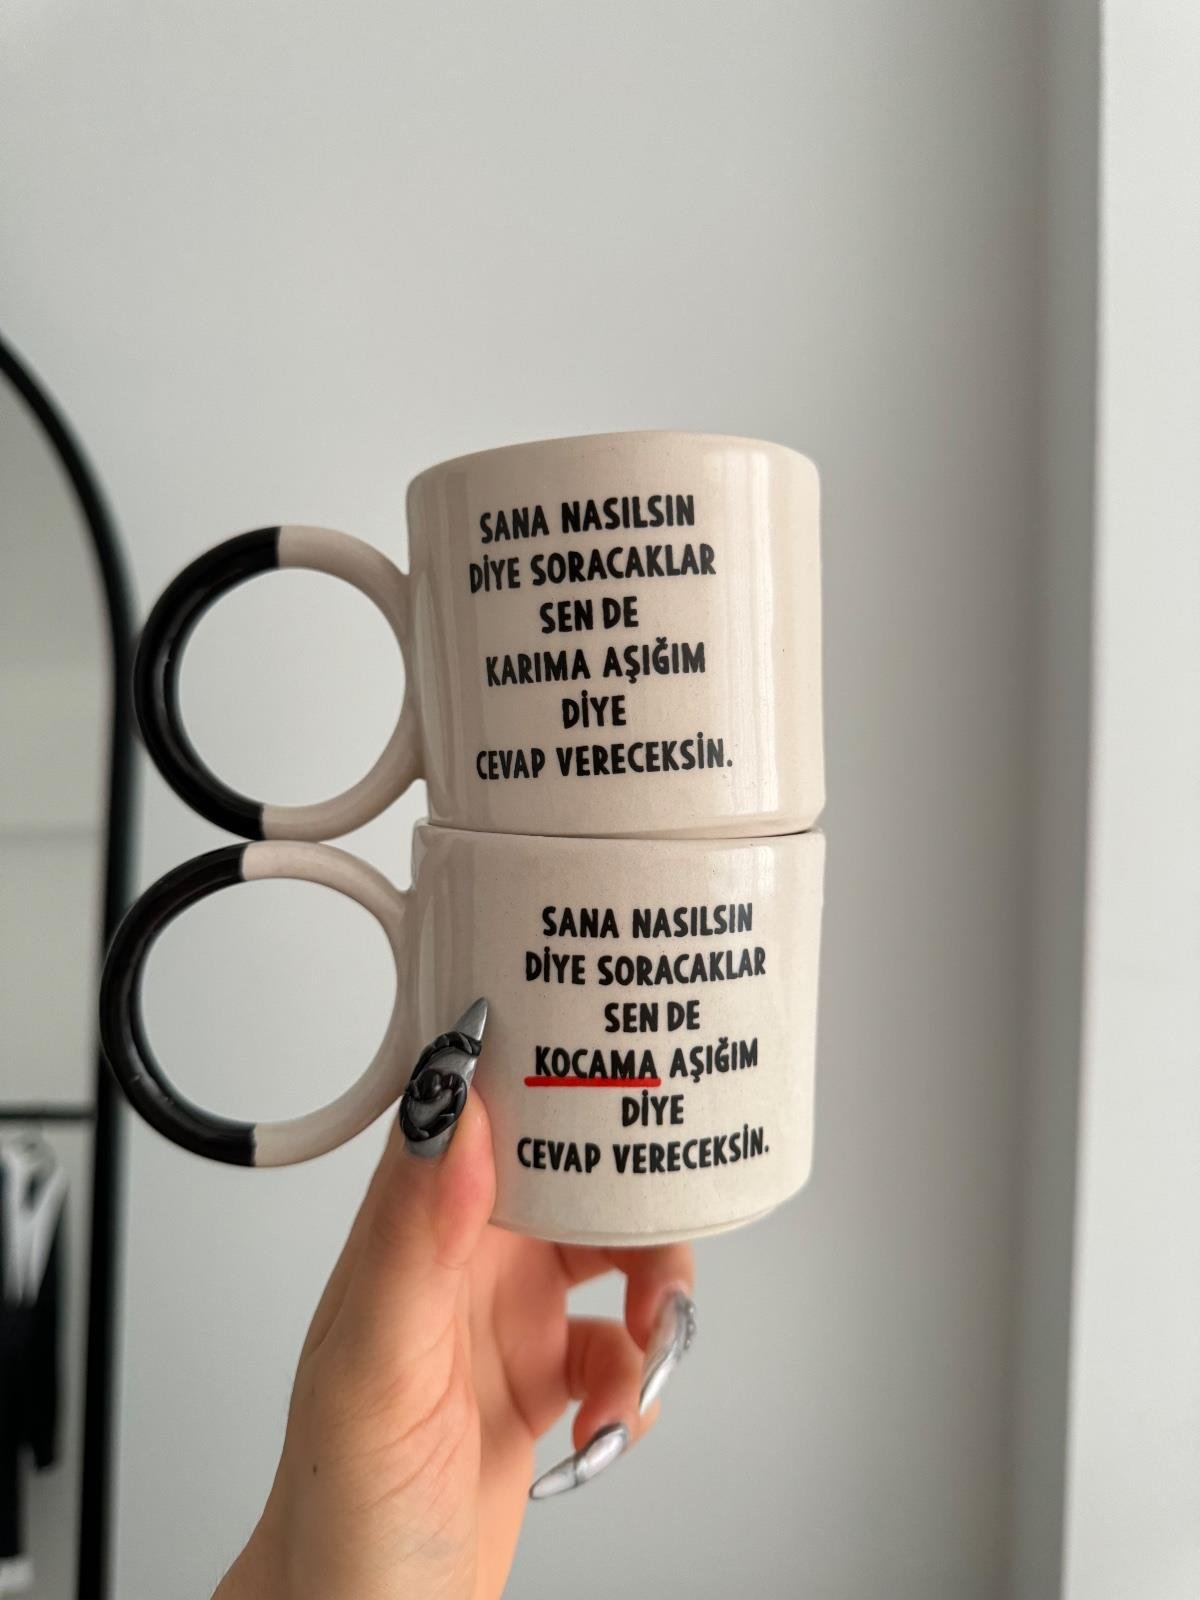 SANA NASILSIN
DİYE SORACAKLAR
SEN DE
KARIMA AŞIĞIM
DİYE
CEVAP VERECEKSİN.
SANA NASILSIN
DİYE SORACAKLAR
SEN DE
KOCAMA AŞIĞIM
DİYE
CEVAP VERECEKSİN.